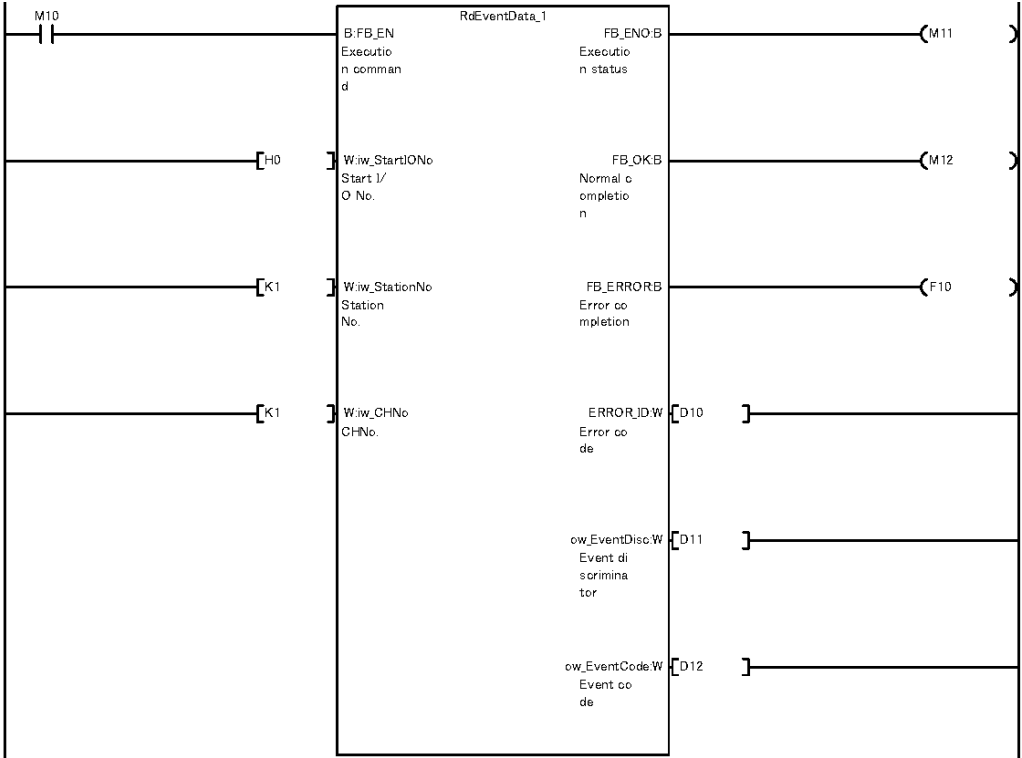 M10
RdEventData_1
B:FB_EN
FB_ENO:B
M11
Executio
n comman
d
Executio
n status
H0
W:iw_StartIONo
FB_OK:B
M12
Start I/
O No.
Normal c
ompletio
n
K1
W:iw_StationNo
FB_ERROR:B
F10
Station
No.
Error co
mpletion
K1
W:iw_CHNo
ERROR_ID:W
D10
CHNo.
Error co
de
ow_EventDisc:W
D11
Event di
scrimina
tor
ow_EventCode:W
D12
Event co
de